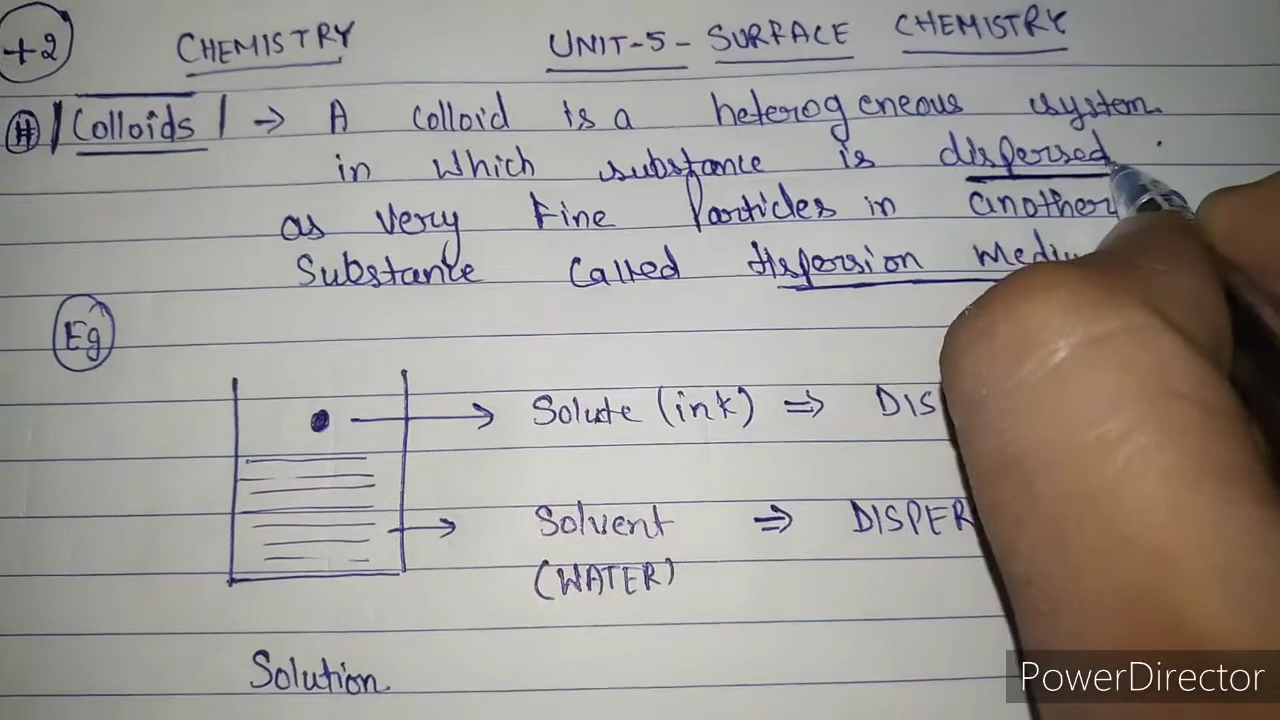 +2 CHEMISTRY UNIT-5 - SURFACE CHEMISTRY
(#) Colloids → A colloid is a heterogeneous system
in which substance is dispersed
as very fine Particles in another
Substance called dispersion
Eg
Solute (ink) ⇒ DIS
Solvent ⇒ DISPER
(WATER)
Solution
PowerDirector